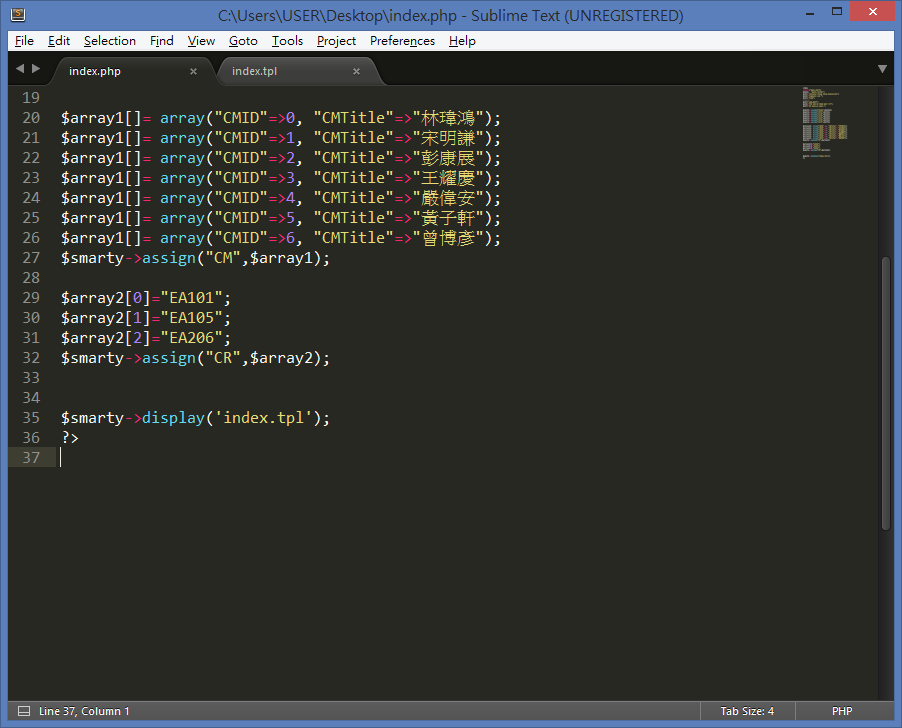 C:\Users\USER\Desktop\index.php - Sublime Text (UNREGISTERED)
File Edit Selection Find View Goto Tools Project Preferences Help
index.php × index.tpl ×
19
20 $array1[]= array("CMID"=>0, "CMTitle"=>"林瑋鴻");
21 $array1[]= array("CMID"=>1, "CMTitle"=>"宋明謙");
22 $array1[]= array("CMID"=>2, "CMTitle"=>"彭康展");
23 $array1[]= array("CMID"=>3, "CMTitle"=>"王耀慶");
24 $array1[]= array("CMID"=>4, "CMTitle"=>"嚴偉安");
25 $array1[]= array("CMID"=>5, "CMTitle"=>"黃子軒");
26 $array1[]= array("CMID"=>6, "CMTitle"=>"曾博彥");
27 $smarty->assign("CM",$array1);
28
29 $array2[0]="EA101";
30 $array2[1]="EA105";
31 $array2[2]="EA206";
32 $smarty->assign("CR",$array2);
33
34
35 $smarty->display('index.tpl');
36 ?>
37
Line 37, Column 1 Tab Size: 4 PHP